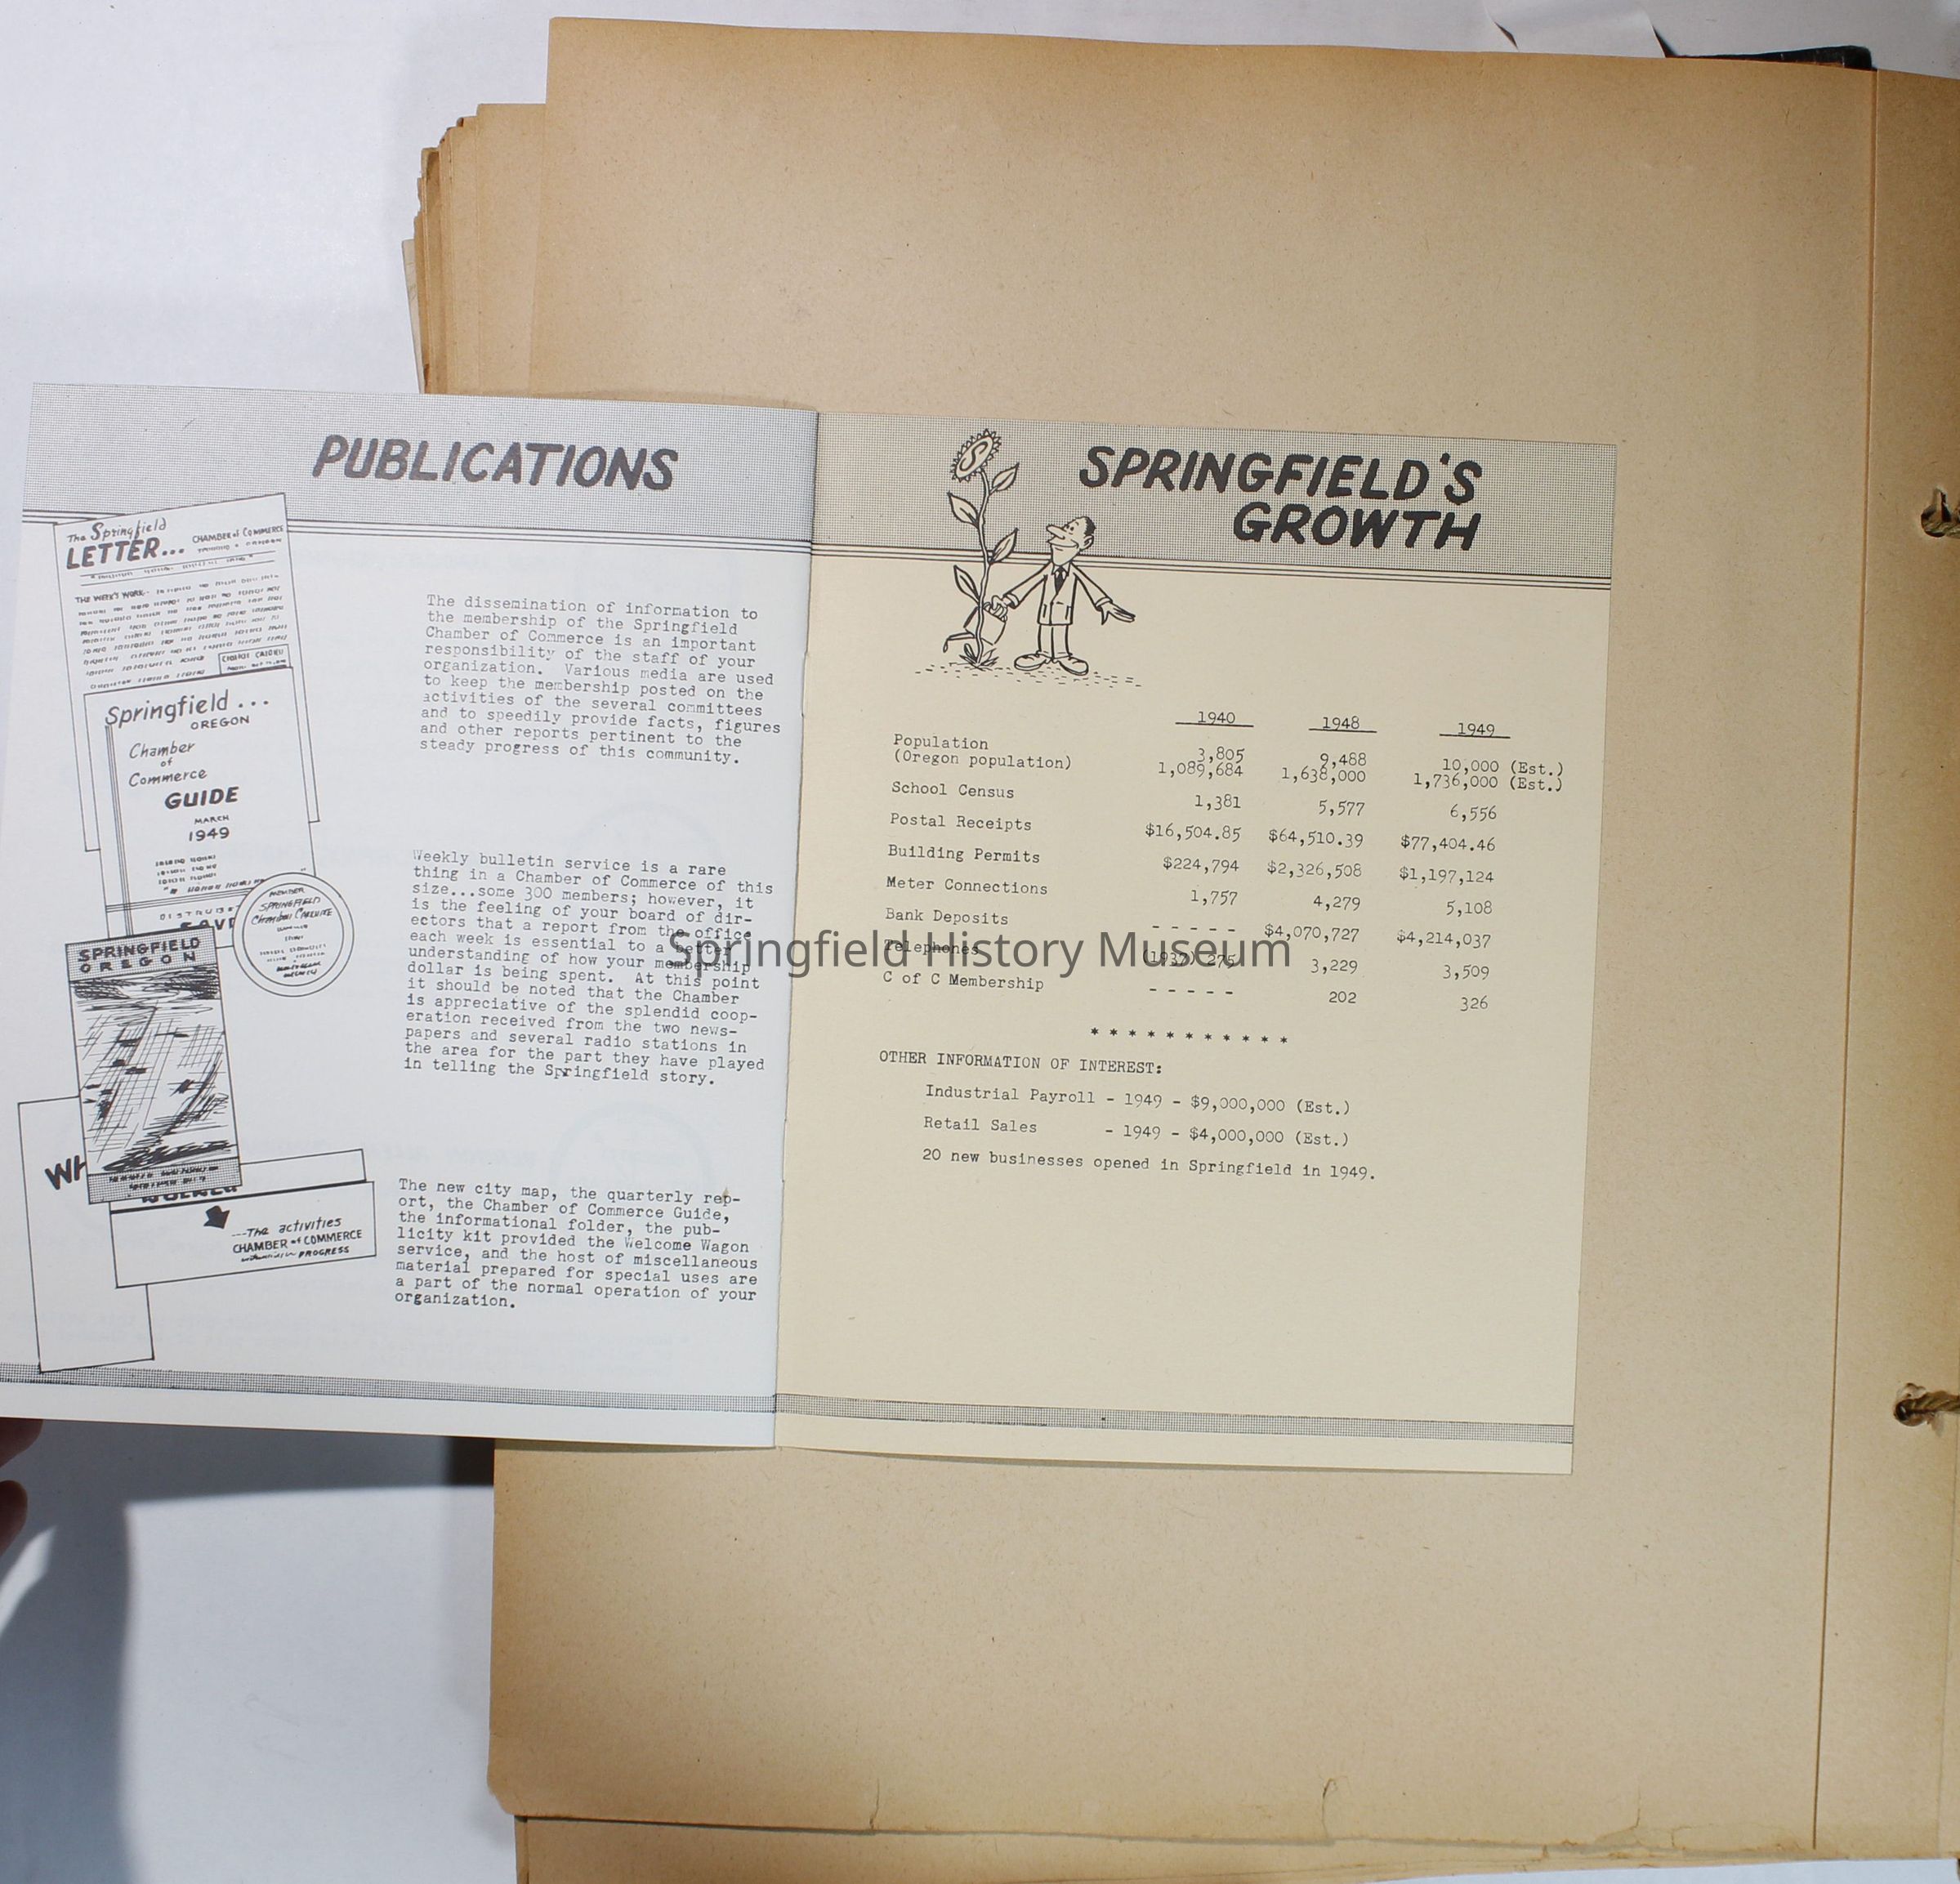 PUBLICATIONS
The Springfield
LETTER... CHAMBER of COMMERCE
THE WEEK'S WORK-
Springfield ...
OREGON
Chamber
of
Commerce
GUIDE
MARCH
1949
MEMBER
SPRINGFIELD
SPRINGFIELD
OREGON
WH
---The activities
CHAMBER of COMMERCE
PROGRESS
The dissemination of information to
the membership of the Springfield
Chamber of Commerce is an important
responsibility of the staff of your
organization. Various media are used
to keep the membership posted on the
activities of the several committees
and to speedily provide facts, figures
and other reports pertinent to the
steady progress of this community.
Weekly bulletin service is a rare
thing in a Chamber of Commerce of this
size...some 300 members; however, it
is the feeling of your board of dir-
ectors that a report from the office
each week is essential to a better
understanding of how your membership
dollar is being spent. At this point
it should be noted that the Chamber
is appreciative of the splendid coop-
eration received from the two news-
papers and several radio stations in
the area for the part they have played
in telling the Springfield story.
The new city map, the quarterly rep-
ort, the Chamber of Commerce Guide,
the informational folder, the pub-
licity kit provided the Welcome Wagon
service, and the host of miscellaneous
material prepared for special uses are
a part of the normal operation of your
organization.
SPRINGFIELD'S
GROWTH
S
1940 1948 1949
Population 3,805 9,488 10,000 (Est.)
(Oregon population) 1,089,684 1,638,000 1,736,000 (Est.)
School Census 1,381 5,577 6,556
Postal Receipts $16,504.85 $64,510.39 $77,404.46
Building Permits $224,794 $2,326,508 $1,197,124
Meter Connections 1,757 4,279 5,108
Bank Deposits - - - - - $4,070,727 $4,214,037
Telephones (1937) 275 3,229 3,509
C of C Membership - - - - - 202 326
* * * * * * * * * * *
OTHER INFORMATION OF INTEREST:
Industrial Payroll - 1949 - $9,000,000 (Est.)
Retail Sales - 1949 - $4,000,000 (Est.)
20 new businesses opened in Springfield in 1949.
Springfield History Museum